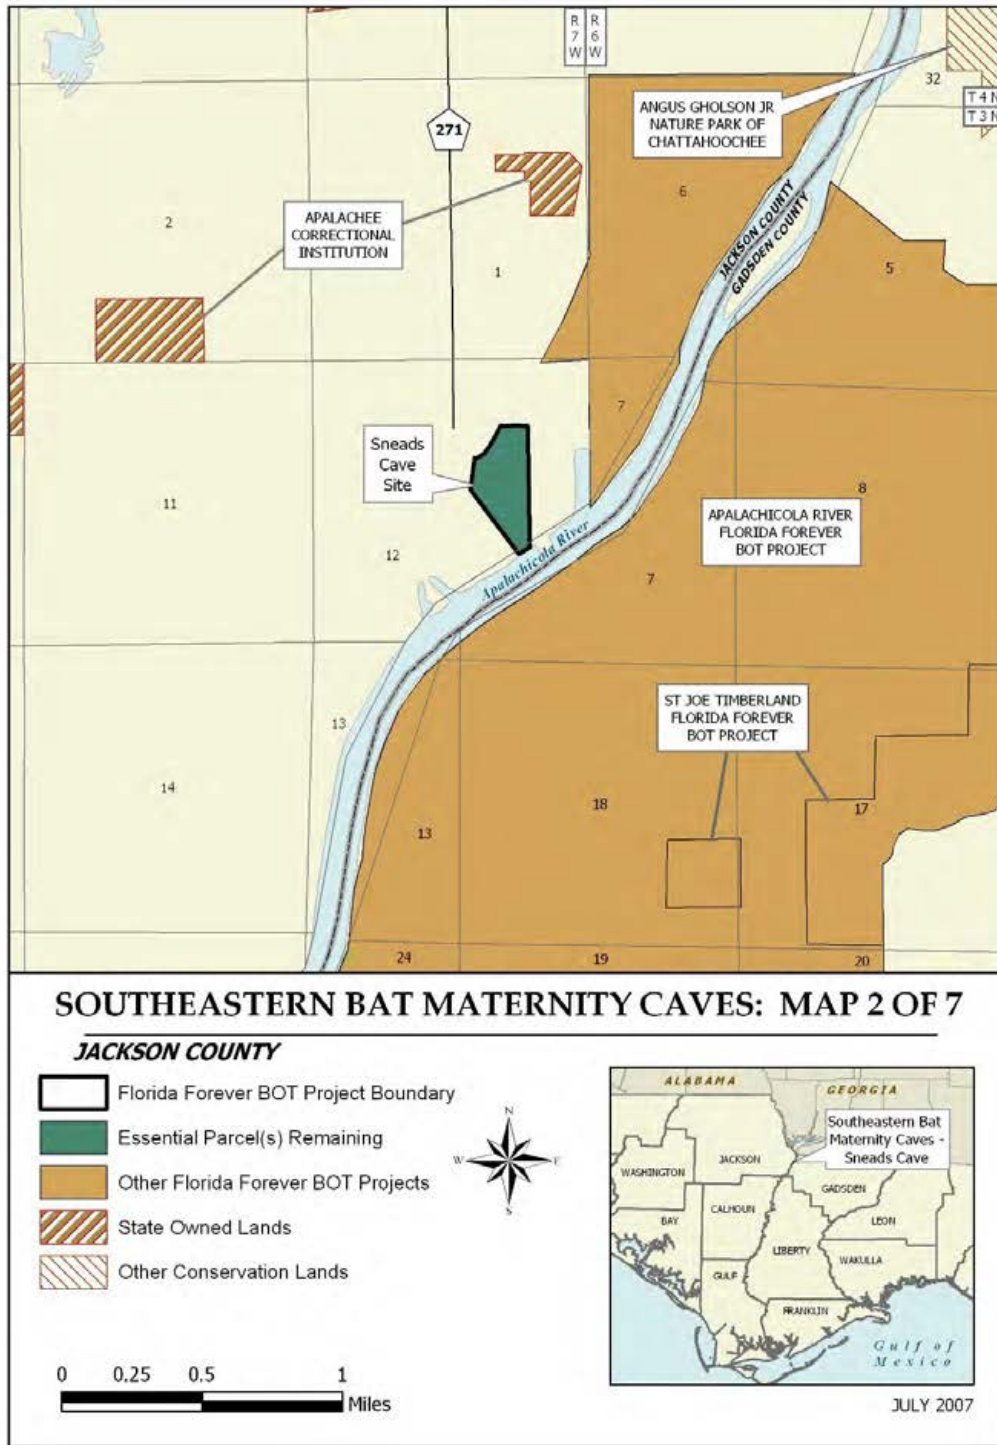 R R
7 6
W W
32
T 4 N
T 3 N
ANGUS GHOLSON JR
NATURE PARK OF
CHATTAHOOCHEE
271
6
2
APALACHEE
CORRECTIONAL
INSTITUTION
JACKSON COUNTY
GADSDEN COUNTY
1
5
7
Sneads
Cave
Site
11
8
APALACHICOLA RIVER
FLORIDA FOREVER
BOT PROJECT
12
Apalachicola River
7
ST JOE TIMBERLAND
FLORIDA FOREVER
BOT PROJECT
13
14
18
17
13
24
19
20
SOUTHEASTERN BAT MATERNITY CAVES: MAP 2 OF 7
JACKSON COUNTY
Florida Forever BOT Project Boundary
Essential Parcel(s) Remaining
Other Florida Forever BOT Projects
State Owned Lands
Other Conservation Lands
N
W E
S
0 0.25 0.5 1
Miles
ALABAMA
GEORGIA
Southeastern Bat
Maternity Caves -
Sneads Cave
JACKSON
WASHINGTON
GADSDEN
CALHOUN
BAY
LEON
LIBERTY
WAKULLA
GULF
FRANKLIN
Gulf of
Mexico
JULY 2007